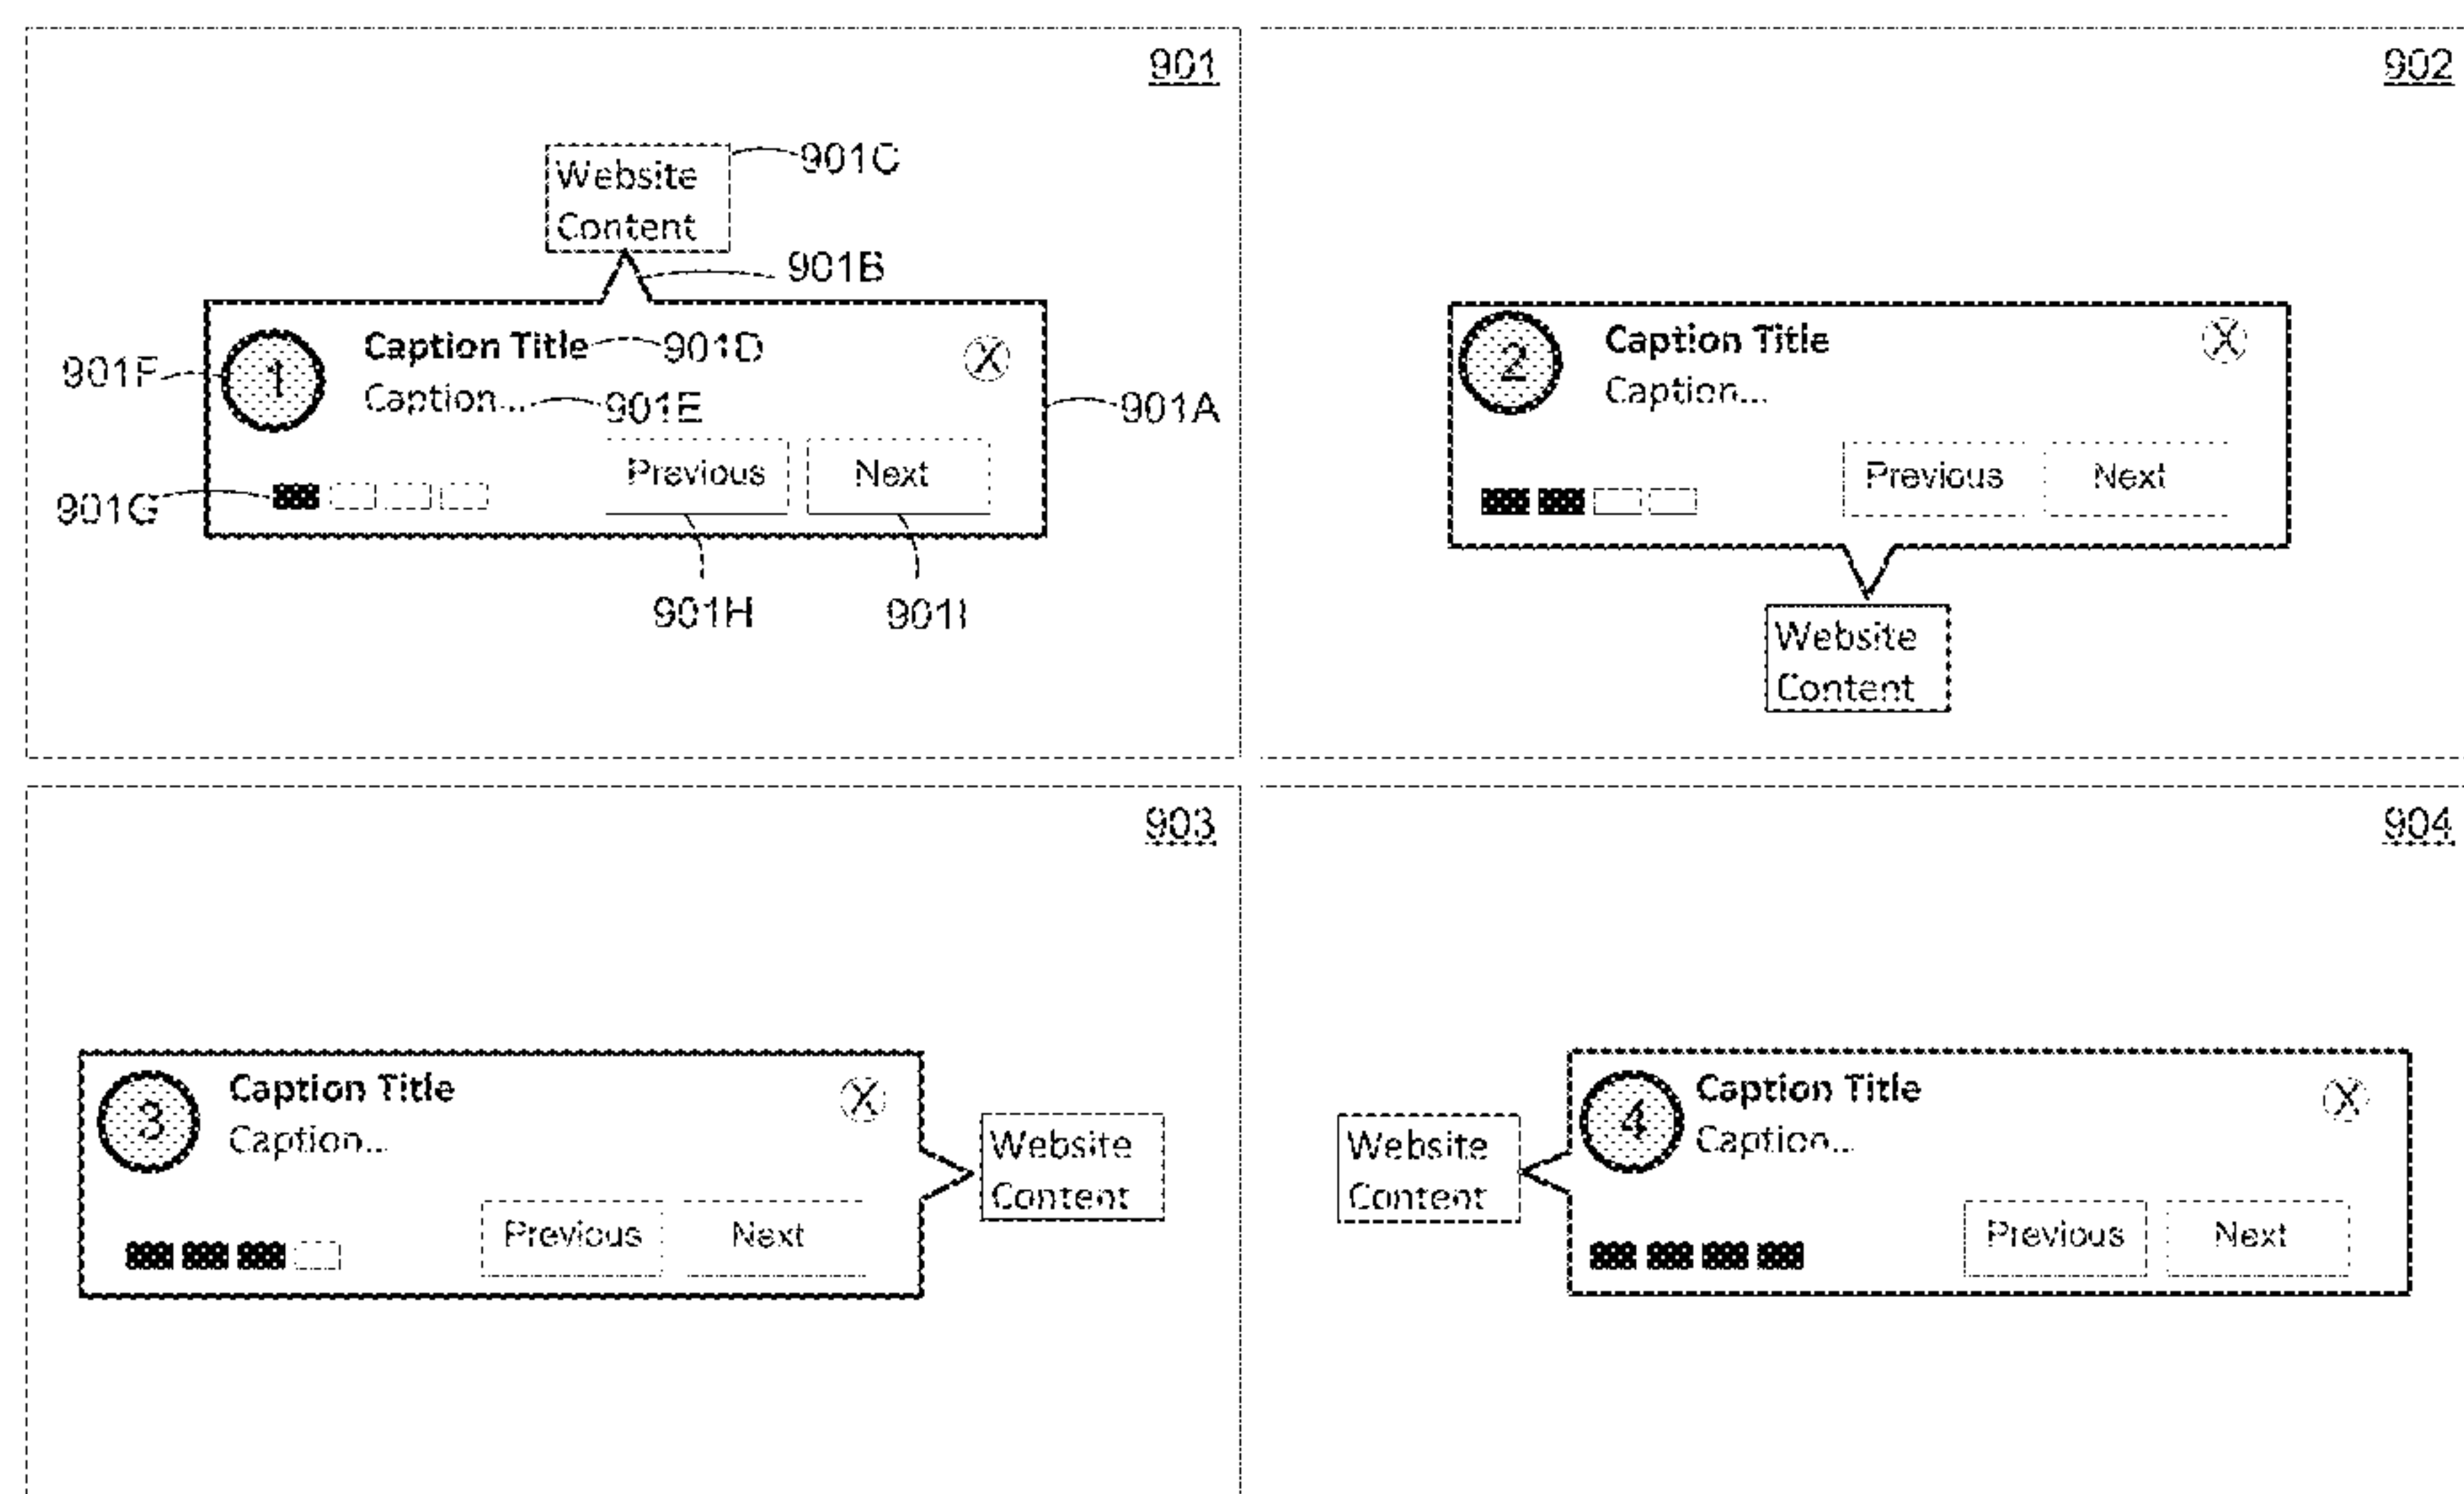 901
Website
Content
901C
901B
Caption Title
901D
X
901F
1
Caption...
901E
901A
Previous
Next
901G
901H
901I
902
2
Caption Title
X
Caption...
Previous
Next
Website
Content
903
3
Caption Title
X
Caption...
Website
Content
Previous
Next
904
Website
Content
4
Caption Title
X
Caption...
Previous
Next